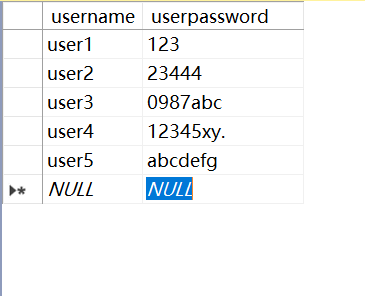 username userpassword
user1 123
user2 23444
user3 0987abc
user4 12345xy.
user5 abcdefg
NULL NULL